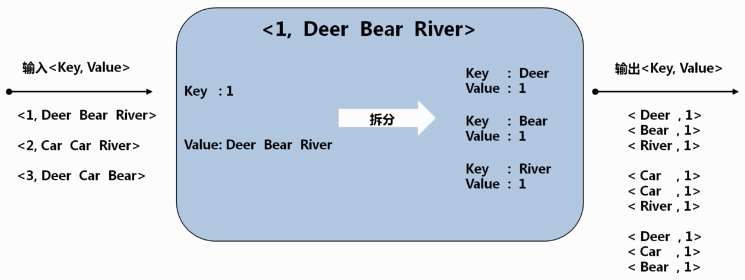 输入<Key, Value>
<1, Deer Bear River>
<2, Car Car River>
<3, Deer Car Bear>
<1, Deer Bear River>
Key : 1
Value: Deer Bear River
拆分
Key : Deer
Value : 1
Key : Bear
Value : 1
Key : River
Value : 1
输出<Key, Value>
< Deer , 1>
< Bear , 1>
< River , 1>
< Car , 1>
< Car , 1>
< River , 1>
< Deer , 1>
< Car , 1>
< Bear , 1>